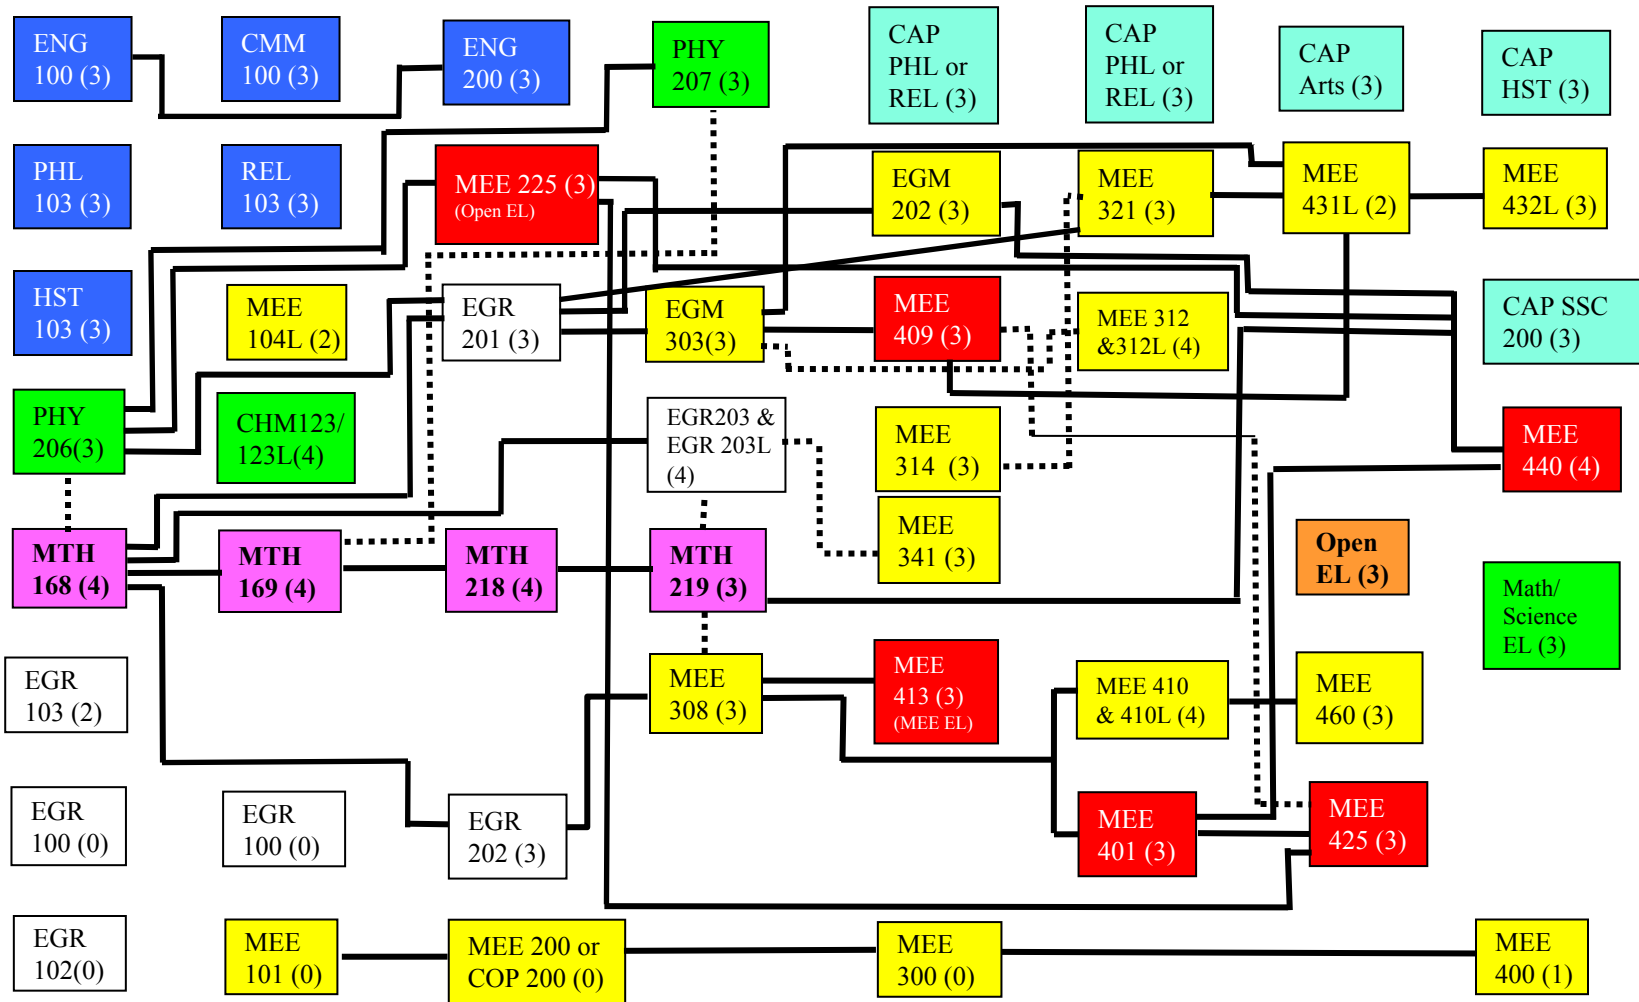 ENG
100 (3)
CMM
100 (3)
ENG
200 (3)
PHY
207 (3)
CAP
PHL or
REL (3)
CAP
PHL or
REL (3)
CAP
Arts (3)
CAP
HST (3)
PHL
103 (3)
REL
103 (3)
MEE 225 (3)
(Open EL)
EGM
202 (3)
MEE
321 (3)
MEE
431L (2)
MEE
432L (3)
HST
103 (3)
MEE
104L (2)
EGR
201 (3)
EGM
303(3)
MEE
409 (3)
MEE 312
&312L (4)
CAP SSC
200 (3)
PHY
206(3)
CHM123/
123L(4)
EGR203 &
EGR 203L
(4)
MEE
314 (3)
MEE
440 (4)
MTH
168 (4)
MTH
169 (4)
MTH
218 (4)
MTH
219 (3)
MEE
341 (3)
Open
EL (3)
Math/
Science
EL (3)
EGR
103 (2)
MEE
308 (3)
MEE
413 (3)
(MEE EL)
MEE 410
& 410L (4)
MEE
460 (3)
EGR
100 (0)
EGR
100 (0)
EGR
202 (3)
MEE
401 (3)
MEE
425 (3)
EGR
102(0)
MEE
101 (0)
MEE 200 or
COP 200 (0)
MEE
300 (0)
MEE
400 (1)